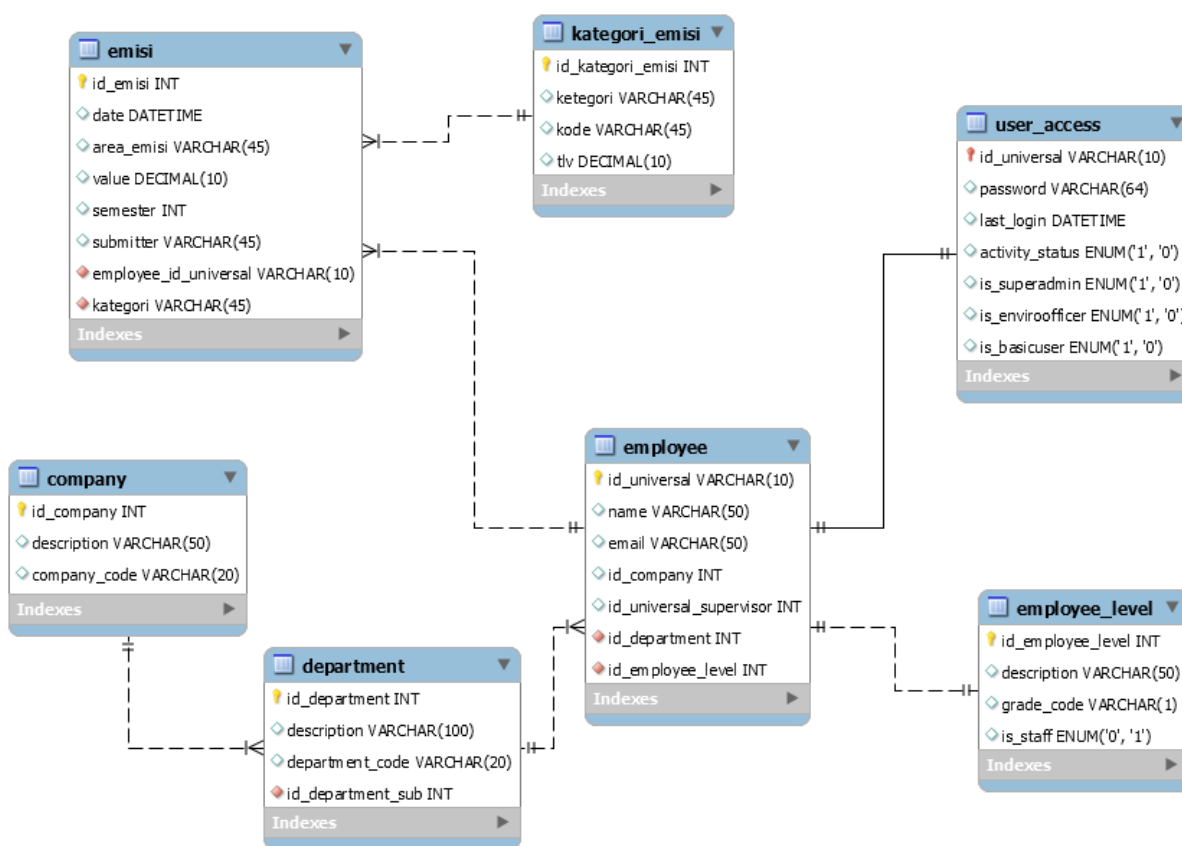 emisi
id_emisi INT
date DATETIME
area_emisi VARCHAR(45)
value DECIMAL(10)
semester INT
submitter VARCHAR(45)
employee_id_universal VARCHAR(10)
kategori VARCHAR(45)
Indexes
kategori_emisi
id_kategori_emisi INT
ketegori VARCHAR(45)
kode VARCHAR(45)
tlv DECIMAL(10)
Indexes
user_access
id_universal VARCHAR(10)
password VARCHAR(64)
last_login DATETIME
activity_status ENUM('1', '0')
is_superadmin ENUM('1', '0')
is_enviroofficer ENUM('1', '0')
is_basicuser ENUM('1', '0')
Indexes
company
id_company INT
description VARCHAR(50)
company_code VARCHAR(20)
Indexes
employee
id_universal VARCHAR(10)
name VARCHAR(50)
email VARCHAR(50)
id_company INT
id_universal_supervisor INT
id_department INT
id_employee_level INT
Indexes
department
id_department INT
description VARCHAR(100)
department_code VARCHAR(20)
id_department_sub INT
Indexes
employee_level
id_employee_level INT
description VARCHAR(50)
grade_code VARCHAR(1)
is_staff ENUM('0', '1')
Indexes